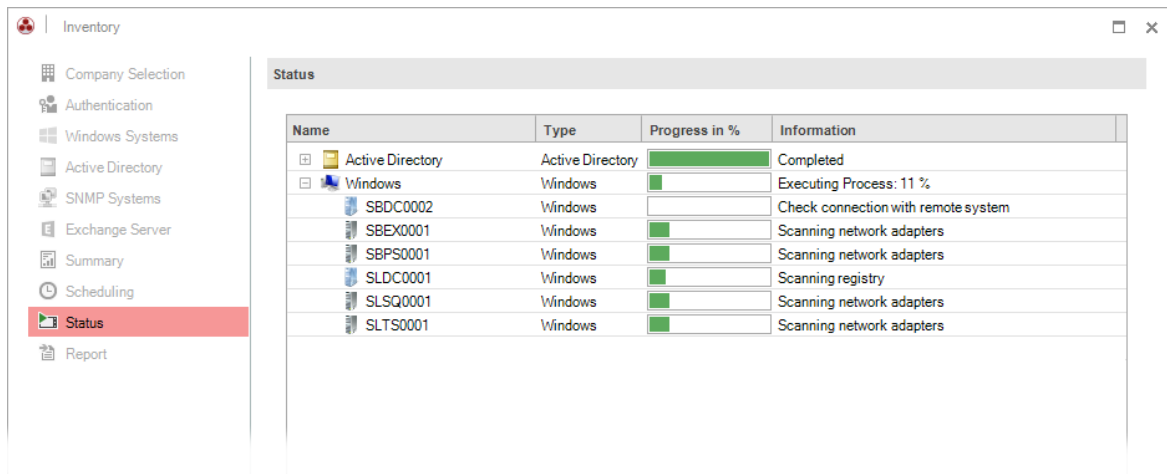 Inventory
Company Selection
Authentication
Windows Systems
Active Directory
SNMP Systems
Exchange Server
Summary
Scheduling
Status
Report
Status
Name Type Progress in % Information
Active Directory Active Directory Completed
Windows Windows Executing Process: 11 %
SBDC0002 Windows Check connection with remote system
SBEX0001 Windows Scanning network adapters
SBPS0001 Windows Scanning network adapters
SLDC0001 Windows Scanning registry
SLSQ0001 Windows Scanning network adapters
SLTS0001 Windows Scanning network adapters